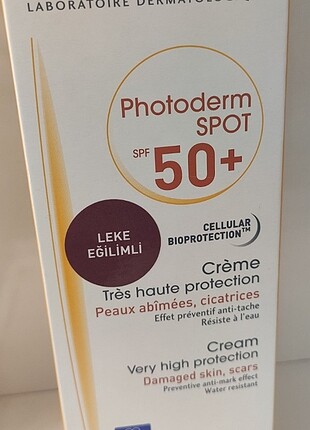 LABORATOIRE
Photoderm
SPOT
SPF 50+
LEKE
EĞİLİMLİ
CELLULAR
BIOPROTECTION™
Crème
Très haute protection
Peaux abîmées, cicatrices
Effet préventif anti-tache
Résiste à l'eau
Cream
Very high protection
Damaged skin, scars
Preventive anti-mark effect
Water resistant